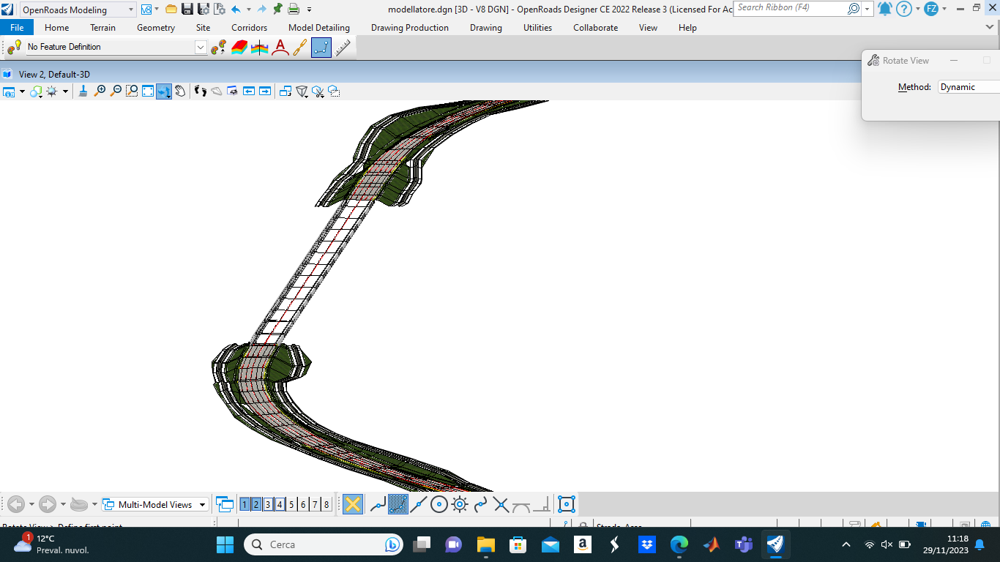 OpenRoads Modeling
V8
modellatore.dgn [3D - V8 DGN] - OpenRoads Designer CE 2022 Release 3 (Licensed For Ac
Search Ribbon (F4)
FZ
File Home Terrain Geometry Site Corridors Model Detailing Drawing Production Drawing Utilities Collaborate View Help
No Feature Definition
Rotate View
View 2, Default-3D
Method: Dynamic
Multi-Model Views
1 2 3 4 5 6 7 8
Rotate View > Define first point
Strada_Asse
1
12°C
Preval. nuvol.
Cerca
a
11:18
29/11/2023